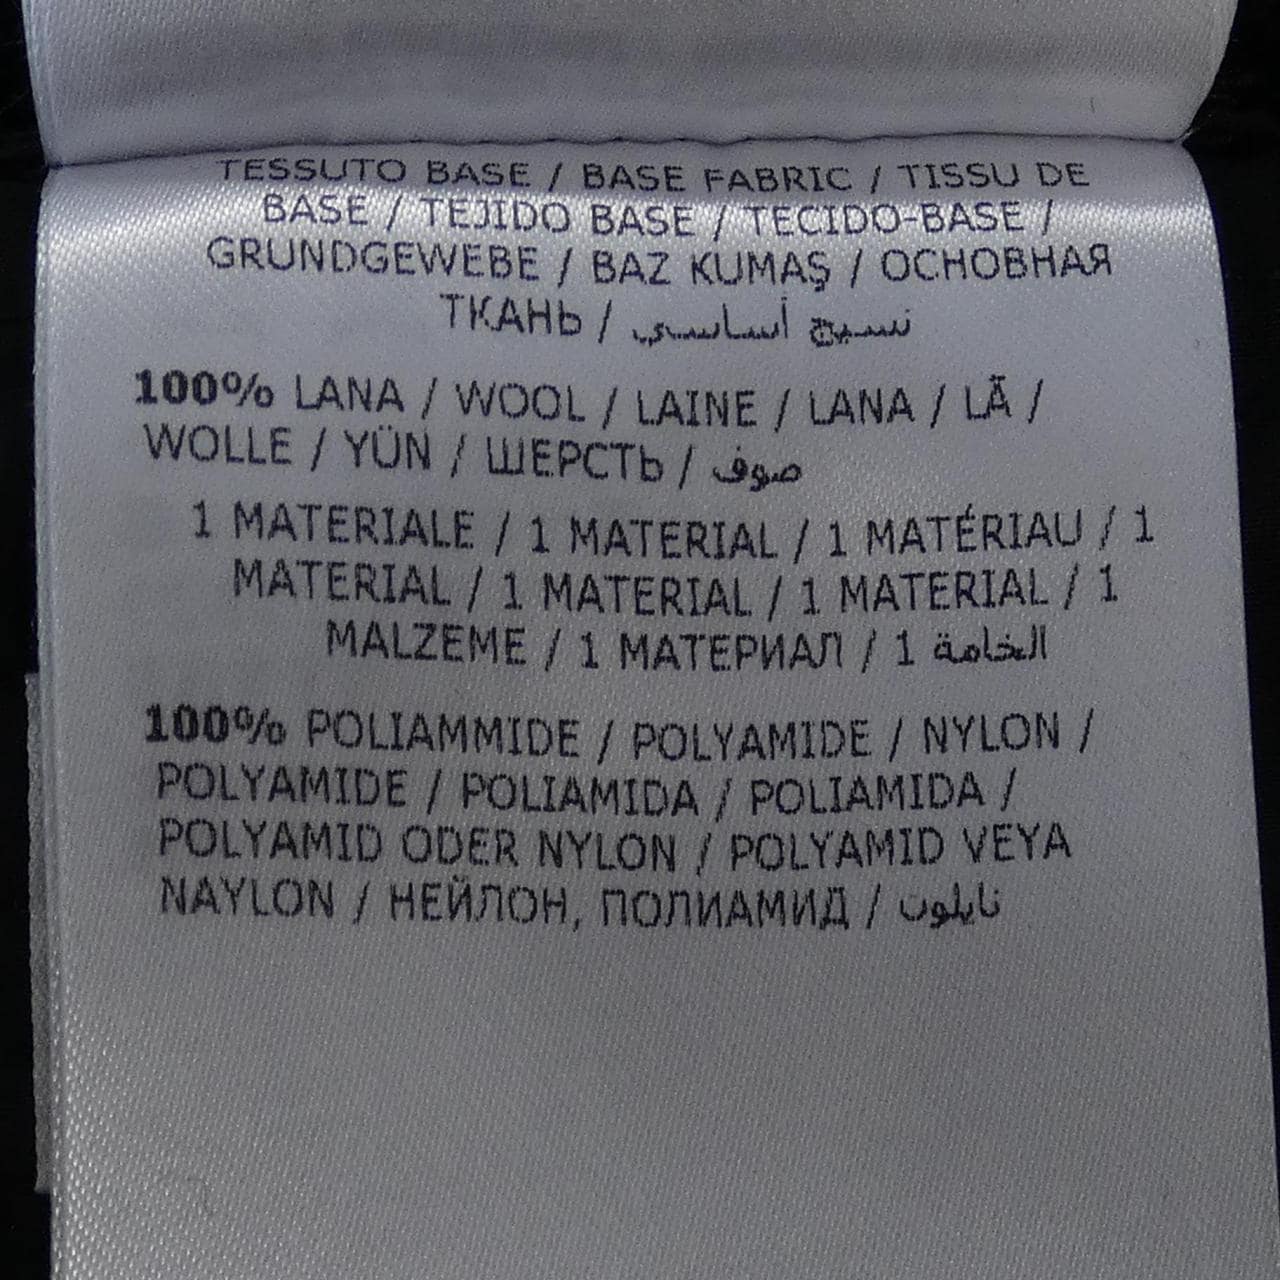 TESSUTO BASE / BASE FABRIC / TISSU DE
BASE / TEJIDO BASE / TECIDO-BASE /
GRUNDGEWEBE / BAZ KUMAŞ / ОСНОВНАЯ
ТКАНЬ / نسيج أساسي
100% LANA / WOOL / LAINE / LANA / LÃ /
WOLLE / YÜN / ШЕРСТЬ / صوف
1 MATERIALE / 1 MATERIAL / 1 MATÉRIAU / 1
MATERIAL / 1 MATERIAL / 1 MATERIAL / 1
MALZEME / 1 МАТЕРИАЛ / 1 الخامة
100% POLIAMMIDE / POLYAMIDE / NYLON /
POLYAMIDE / POLIAMIDA / POLIAMIDA /
POLYAMID ODER NYLON / POLYAMID VEYA
NAYLON / НЕЙЛОН, ПОЛИАМИД / نايلون